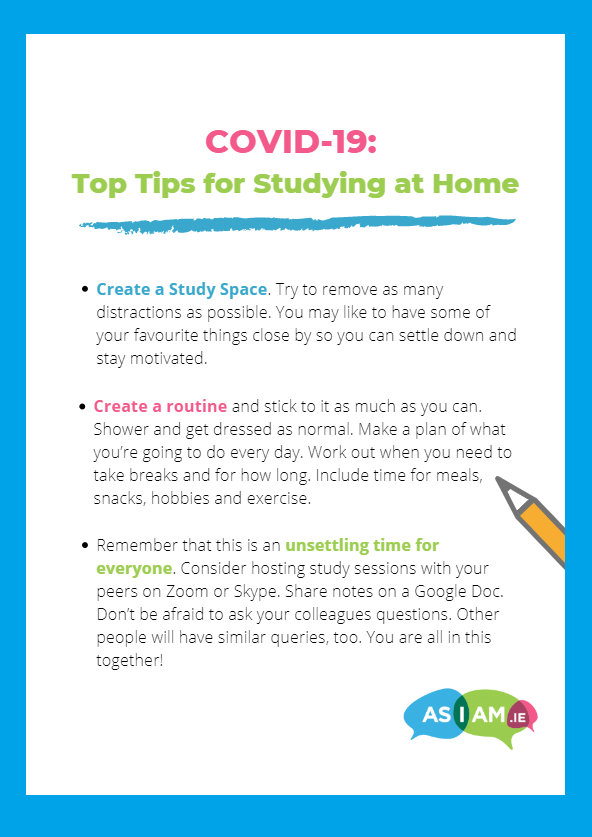 COVID-19:
Top Tips for Studying at Home
• Create a Study Space. Try to remove as many
distractions as possible. You may like to have some of
your favourite things close by so you can settle down and
stay motivated.
• Create a routine and stick to it as much as you can.
Shower and get dressed as normal. Make a plan of what
you're going to do every day. Work out when you need to
take breaks and for how long. Include time for meals,
snacks, hobbies and exercise.
• Remember that this is an unsettling time for
everyone. Consider hosting study sessions with your
peers on Zoom or Skype. Share notes on a Google Doc.
Don't be afraid to ask your colleagues questions. Other
people will have similar queries, too. You are all in this
together!
AS I AM.IE